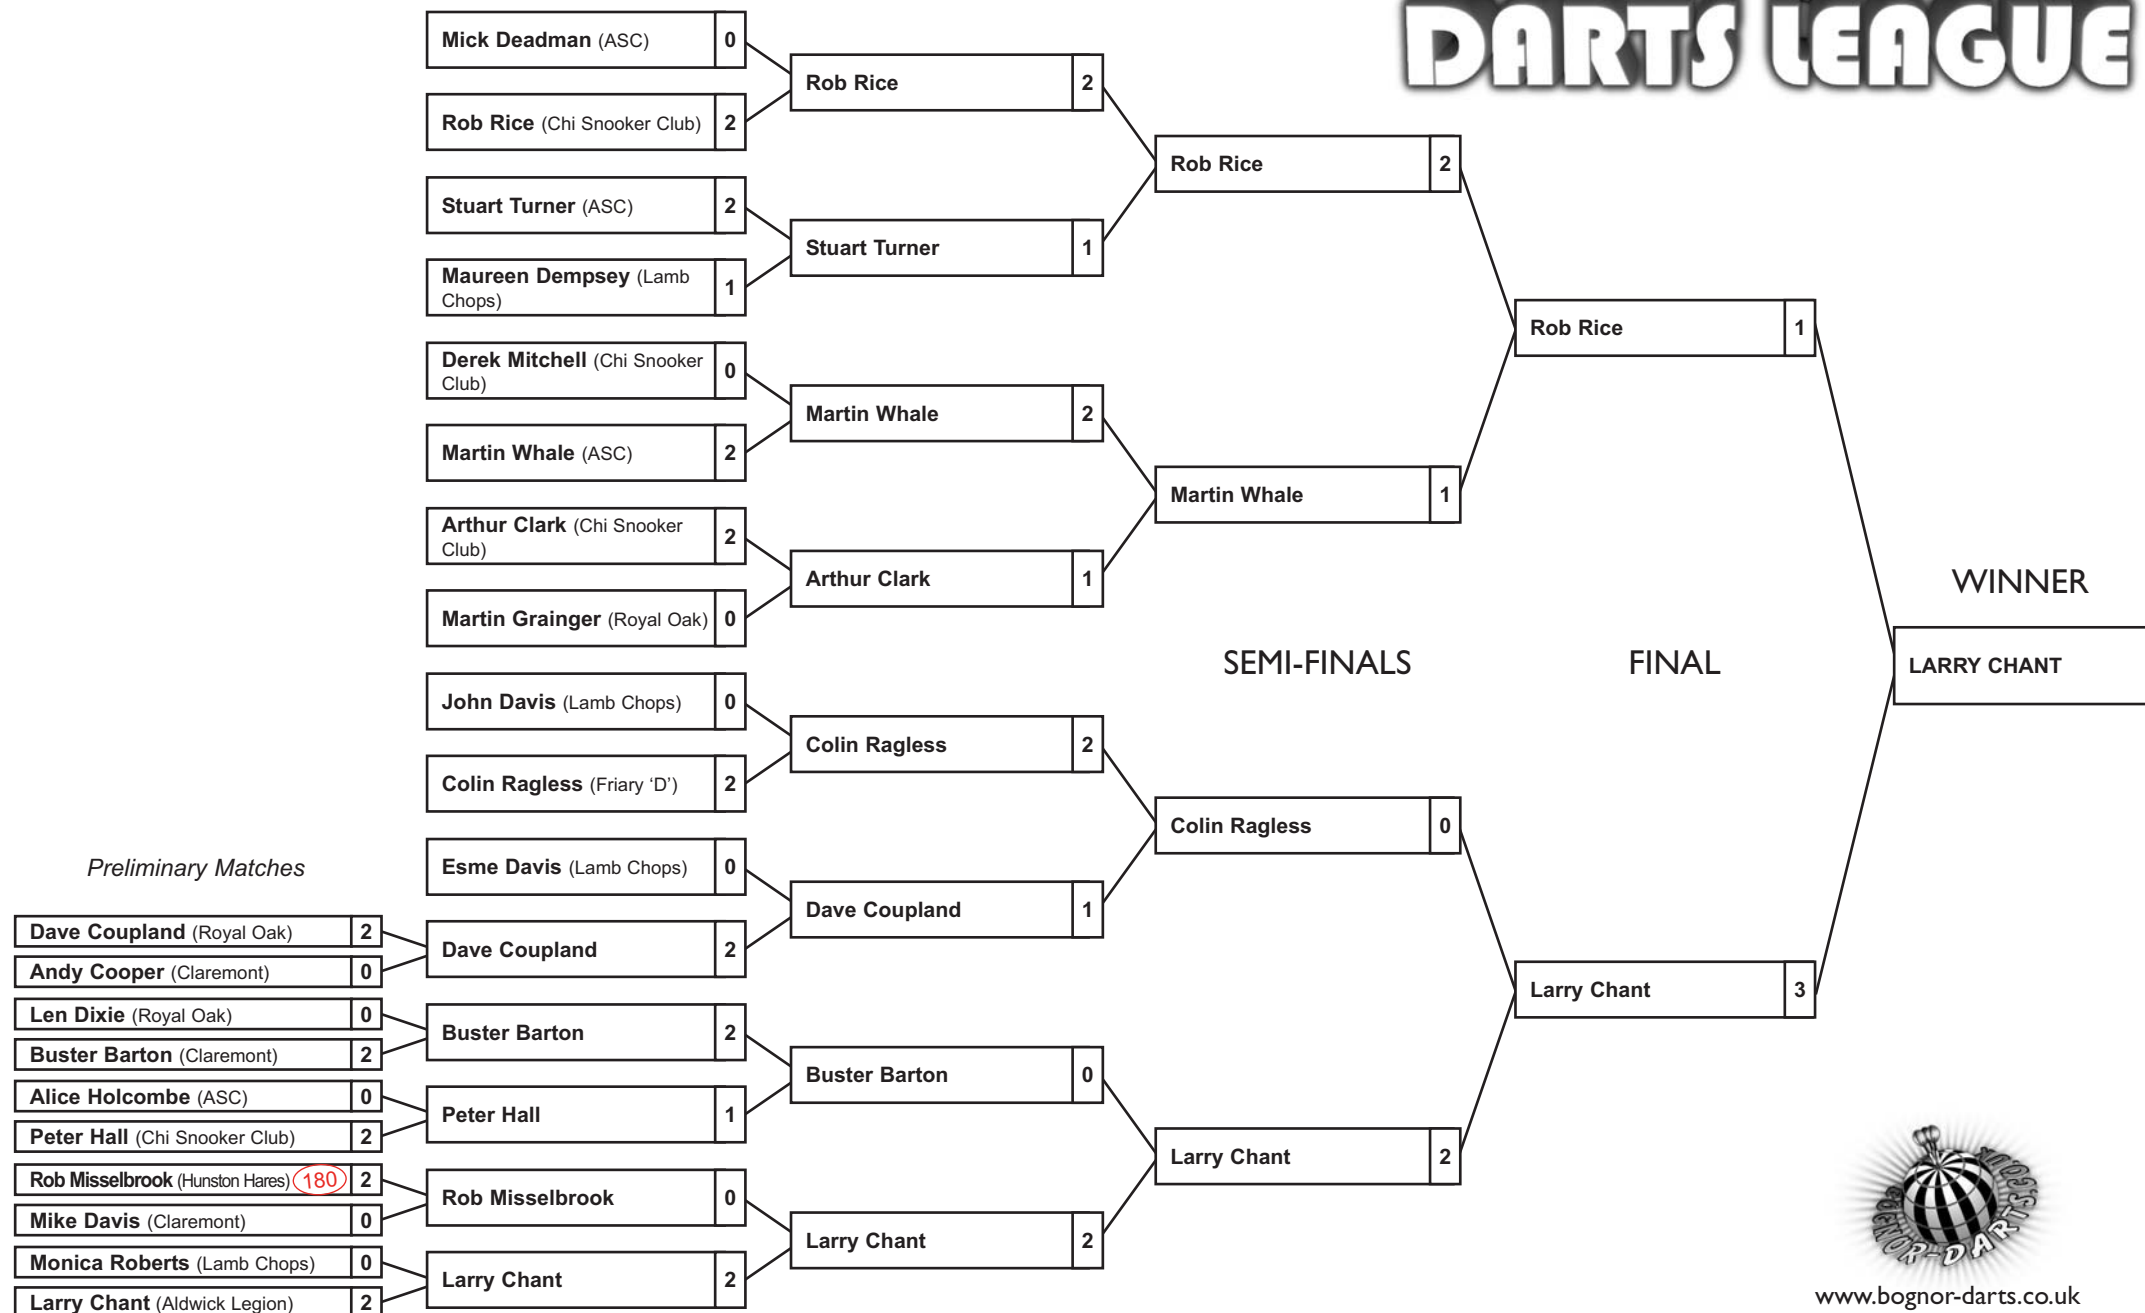 DARTS LEAGUE
Mick Deadman (ASC) 0
Rob Rice (Chi Snooker Club) 2
Stuart Turner (ASC) 2
Maureen Dempsey (Lamb
Chops) 1
Derek Mitchell (Chi Snooker
Club) 0
Martin Whale (ASC) 2
Arthur Clark (Chi Snooker
Club) 2
Martin Grainger (Royal Oak) 0
John Davis (Lamb Chops) 0
Colin Ragless (Friary ‘D’) 2
Esme Davis (Lamb Chops) 0
Dave Coupland 2
Buster Barton 2
Peter Hall 1
Rob Misselbrook 0
Larry Chant 2
Preliminary Matches
Dave Coupland (Royal Oak) 2
Andy Cooper (Claremont) 0
Len Dixie (Royal Oak) 0
Buster Barton (Claremont) 2
Alice Holcombe (ASC) 0
Peter Hall (Chi Snooker Club) 2
Rob Misselbrook (Hunston Hares) 180 2
Mike Davis (Claremont) 0
Monica Roberts (Lamb Chops) 0
Larry Chant (Aldwick Legion) 2
Rob Rice 2
Stuart Turner 1
Martin Whale 2
Arthur Clark 1
Colin Ragless 2
Dave Coupland 1
Buster Barton 0
Larry Chant 2
SEMI-FINALS
Rob Rice 2
Martin Whale 1
Colin Ragless 0
Larry Chant 2
FINAL
Rob Rice 1
Larry Chant 3
WINNER
LARRY CHANT
BOGNOR-DARTS.CO.UK
www.bognor-darts.co.uk